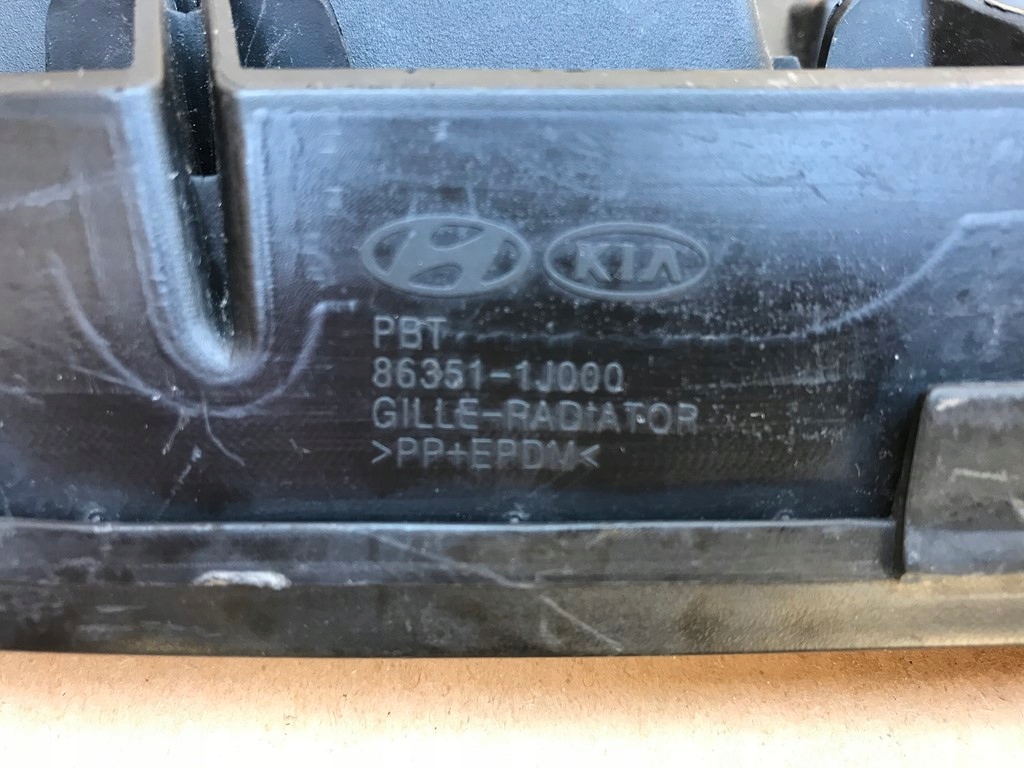 KIA
PBT
86351-1J000
GILLE-RADIATOR
>PP+EPDM<